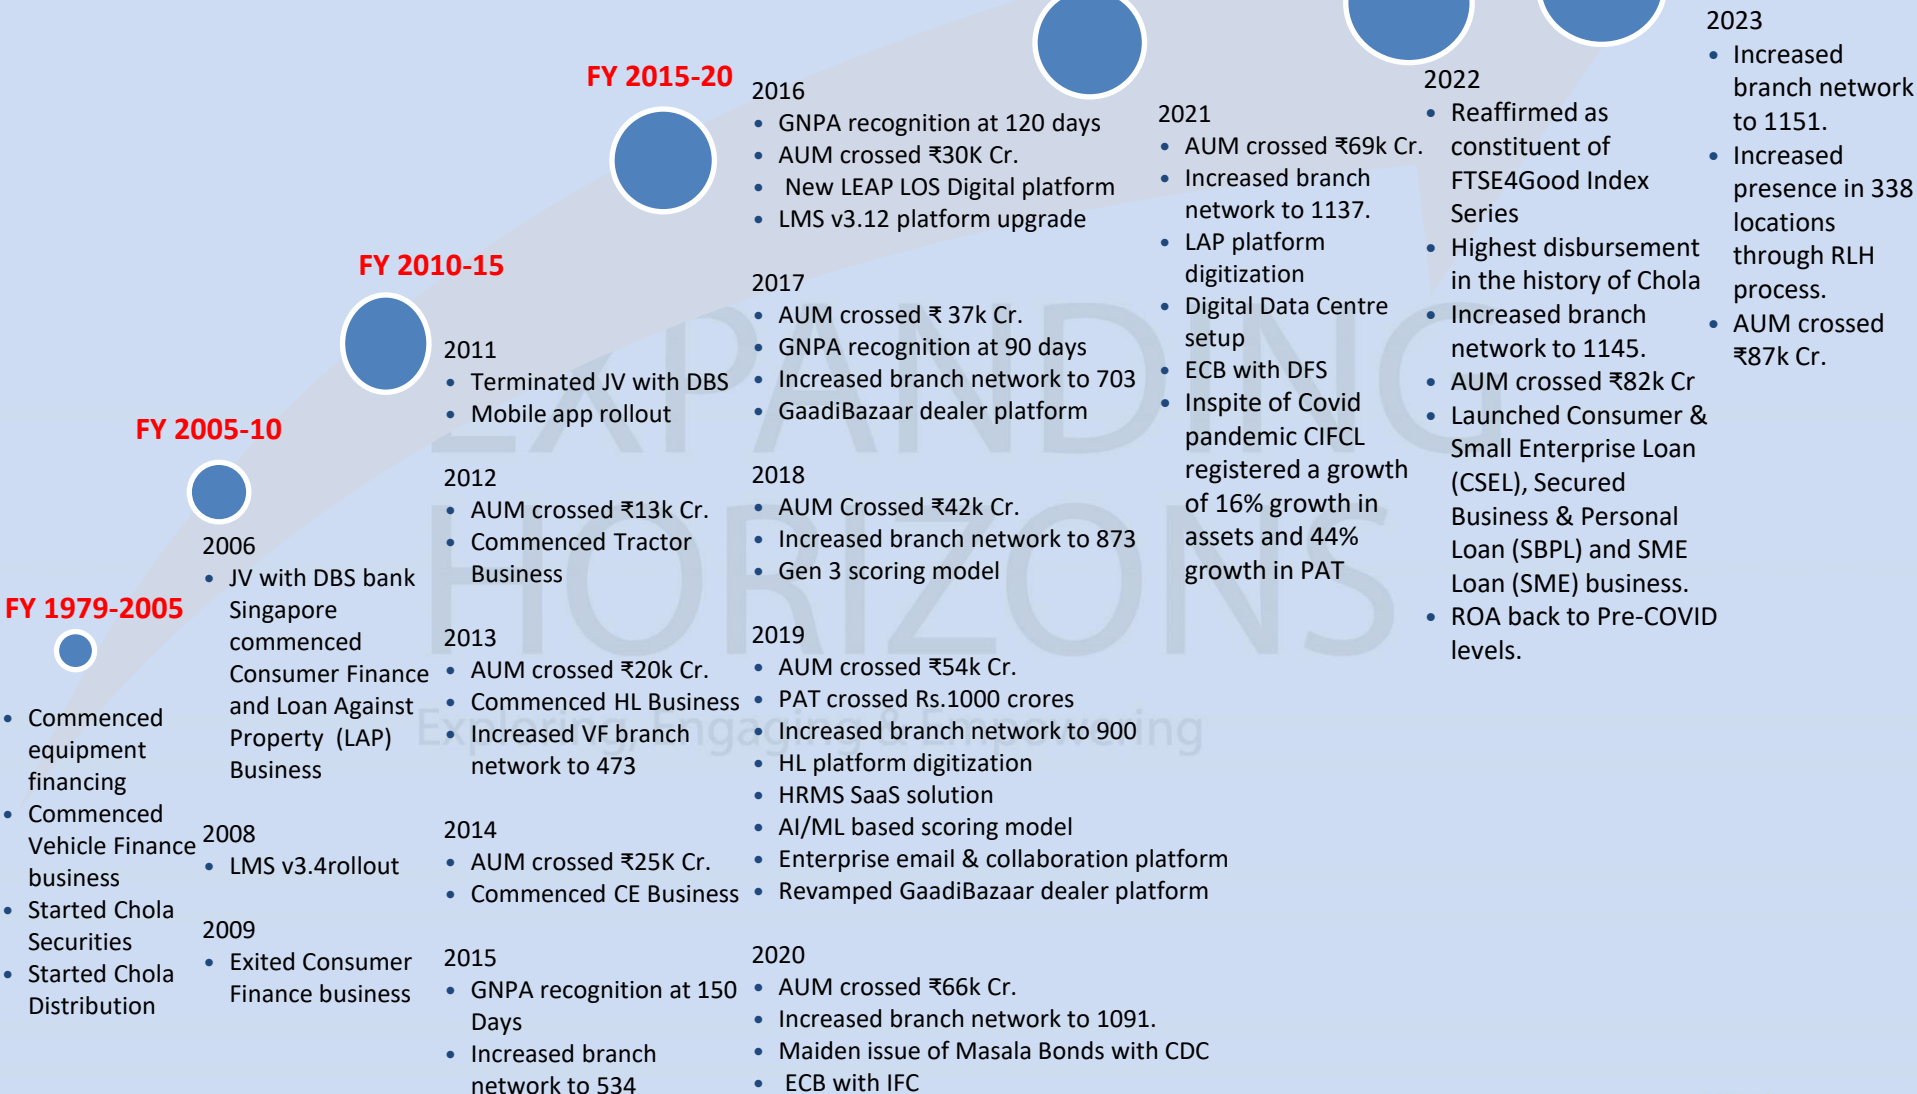 FY 1979-2005
• Commenced
equipment
financing
• Commenced
Vehicle Finance
business
• Started Chola
Securities
• Started Chola
Distribution
FY 2005-10
2006
• JV with DBS bank
Singapore
commenced
Consumer Finance
and Loan Against
Property (LAP)
Business
2008
• LMS v3.4rollout
2009
• Exited Consumer
Finance business
FY 2010-15
2011
• Terminated JV with DBS
• Mobile app rollout
2012
• AUM crossed ₹13k Cr.
• Commenced Tractor
Business
2013
• AUM crossed ₹20k Cr.
• Commenced HL Business
• Increased VF branch
network to 473
2014
• AUM crossed ₹25K Cr.
• Commenced CE Business
2015
• GNPA recognition at 150
Days
• Increased branch
network to 534
FY 2015-20
2016
• GNPA recognition at 120 days
• AUM crossed ₹30K Cr.
• New LEAP LOS Digital platform
• LMS v3.12 platform upgrade
2017
• AUM crossed ₹ 37k Cr.
• GNPA recognition at 90 days
• Increased branch network to 703
• GaadiBazaar dealer platform
2018
• AUM Crossed ₹42k Cr.
• Increased branch network to 873
• Gen 3 scoring model
2019
• AUM crossed ₹54k Cr.
• PAT crossed Rs.1000 crores
• Increased branch network to 900
• HL platform digitization
• HRMS SaaS solution
• AI/ML based scoring model
• Enterprise email & collaboration platform
• Revamped GaadiBazaar dealer platform
2020
• AUM crossed ₹66k Cr.
• Increased branch network to 1091.
• Maiden issue of Masala Bonds with CDC
• ECB with IFC
2021
• AUM crossed ₹69k Cr.
• Increased branch
network to 1137.
• LAP platform
digitization
• Digital Data Centre
setup
• ECB with DFS
• Inspite of Covid
pandemic CIFCL
registered a growth
of 16% growth in
assets and 44%
growth in PAT
2022
• Reaffirmed as
constituent of
FTSE4Good Index
Series
• Highest disbursement
in the history of Chola
• Increased branch
network to 1145.
• AUM crossed ₹82k Cr
• Launched Consumer &
Small Enterprise Loan
(CSEL), Secured
Business & Personal
Loan (SBPL) and SME
Loan (SME) business.
• ROA back to Pre-COVID
levels.
2023
• Increased
branch network
to 1151.
• Increased
presence in 338
locations
through RLH
process.
• AUM crossed
₹87k Cr.
EXPANDING
HORIZONS
Exploring, Engaging & Empowering